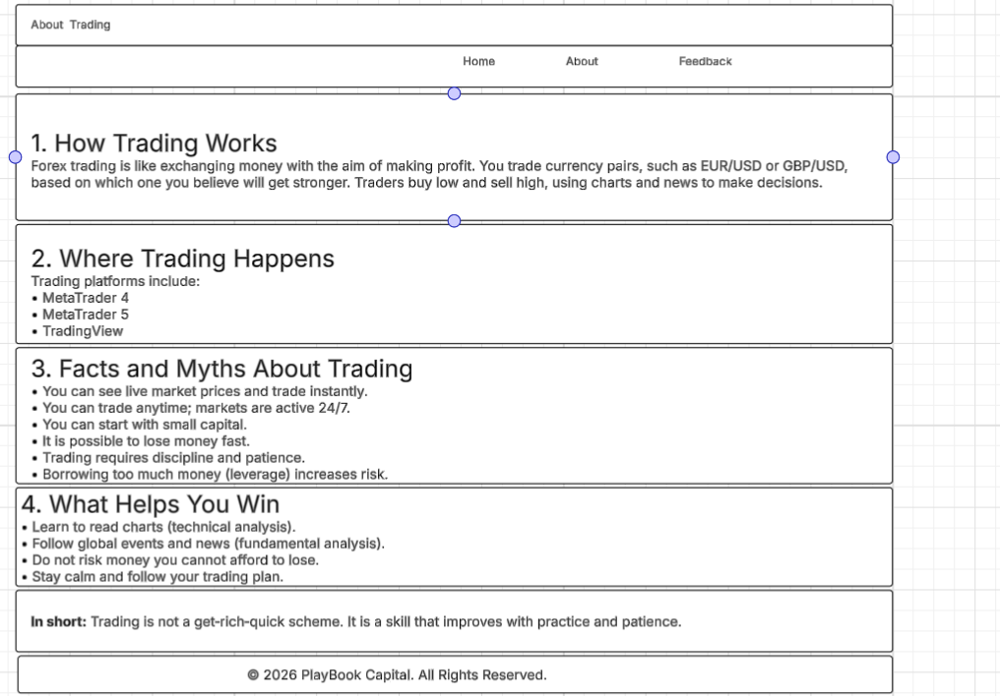 About Trading
Home About Feedback
1. How Trading Works
Forex trading is like exchanging money with the aim of making profit. You trade currency pairs, such as EUR/USD or GBP/USD,
based on which one you believe will get stronger. Traders buy low and sell high, using charts and news to make decisions.
2. Where Trading Happens
Trading platforms include:
• MetaTrader 4
• MetaTrader 5
• TradingView
3. Facts and Myths About Trading
• You can see live market prices and trade instantly.
• You can trade anytime; markets are active 24/7.
• You can start with small capital.
• It is possible to lose money fast.
• Trading requires discipline and patience.
• Borrowing too much money (leverage) increases risk.
4. What Helps You Win
• Learn to read charts (technical analysis).
• Follow global events and news (fundamental analysis).
• Do not risk money you cannot afford to lose.
• Stay calm and follow your trading plan.
In short: Trading is not a get-rich-quick scheme. It is a skill that improves with practice and patience.
© 2026 PlayBook Capital. All Rights Reserved.